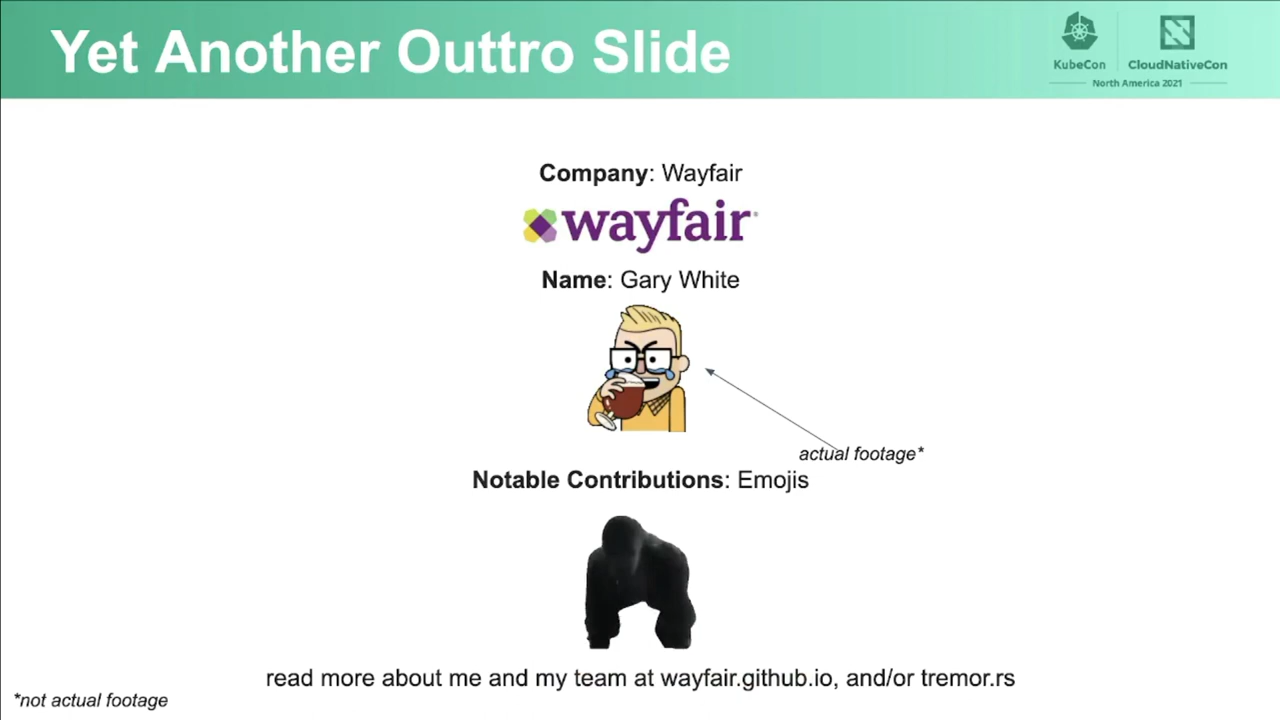 Yet Another Outtro Slide
KubeCon
CloudNativeCon
North America 2021
Company: Wayfair
wayfair
Name: Gary White
actual footage*
Notable Contributions: Emojis
read more about me and my team at wayfair.github.io, and/or tremor.rs
*not actual footage